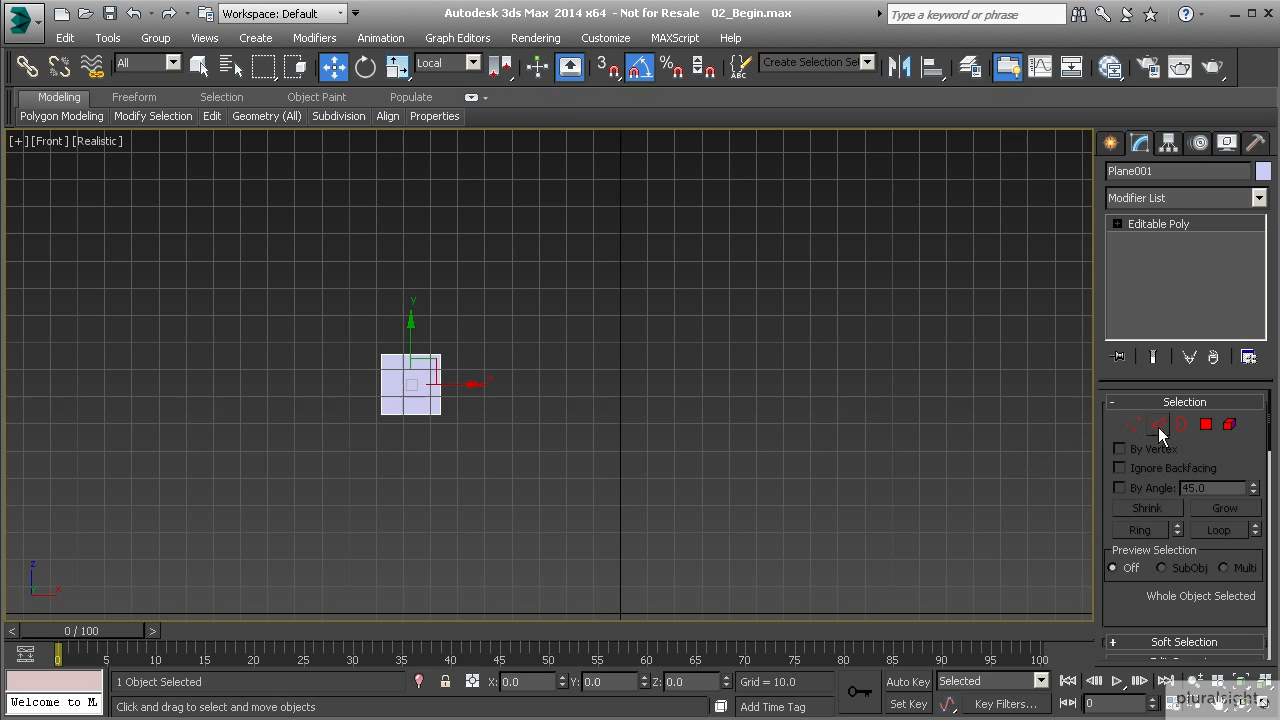 Workspace: Default
Autodesk 3ds Max 2014 x64 - Not for Resale 02_Begin.max
Type a keyword or phrase
Edit Tools Group Views Create Modifiers Animation Graph Editors Rendering Customize MAXScript Help
All
Local
3
Create Selection Se
Modeling Freeform Selection Object Paint Populate
Polygon Modeling Modify Selection Edit Geometry (All) Subdivision Align Properties
[+] [Front] [Realistic]
Plane001
Modifier List
Editable Poly
y
x
Selection
By Vertex
Ignore Backfacing
By Angle: 45.0
Shrink Grow
Ring Loop
Preview Selection
Off SubObj Multi
Whole Object Selected
z
x
0 / 100
Soft Selection
0 5 10 15 20 25 30 35 40 45 50 55 60 65 70 75 80 85 90 95 100
1 Object Selected
X: 0.0 Y: 0.0 Z: 0.0
Grid = 10.0
Auto Key Selected
Welcome to M
Click and drag to select and move objects
Add Time Tag
Set Key Key Filters...
0
pluralsight